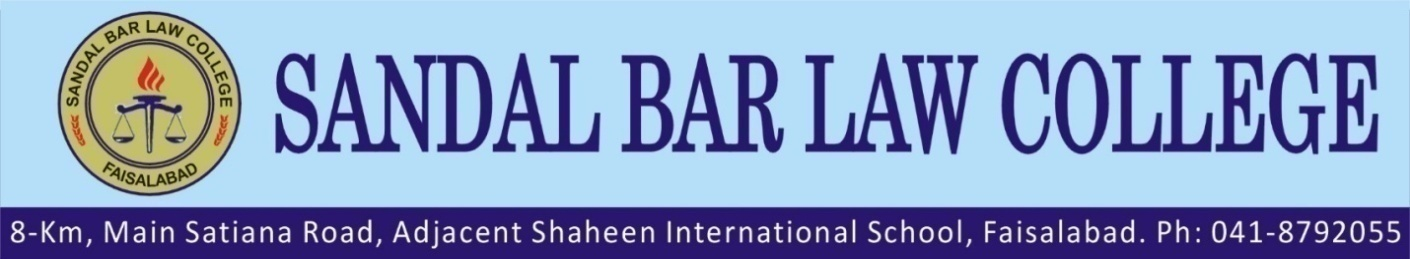 SANDAL BAR LAW COLLEGE
FAISALABAD
SANDAL BAR LAW COLLEGE
8-Km, Main Satiana Road, Adjacent Shaheen International School, Faisalabad. Ph: 041-8792055